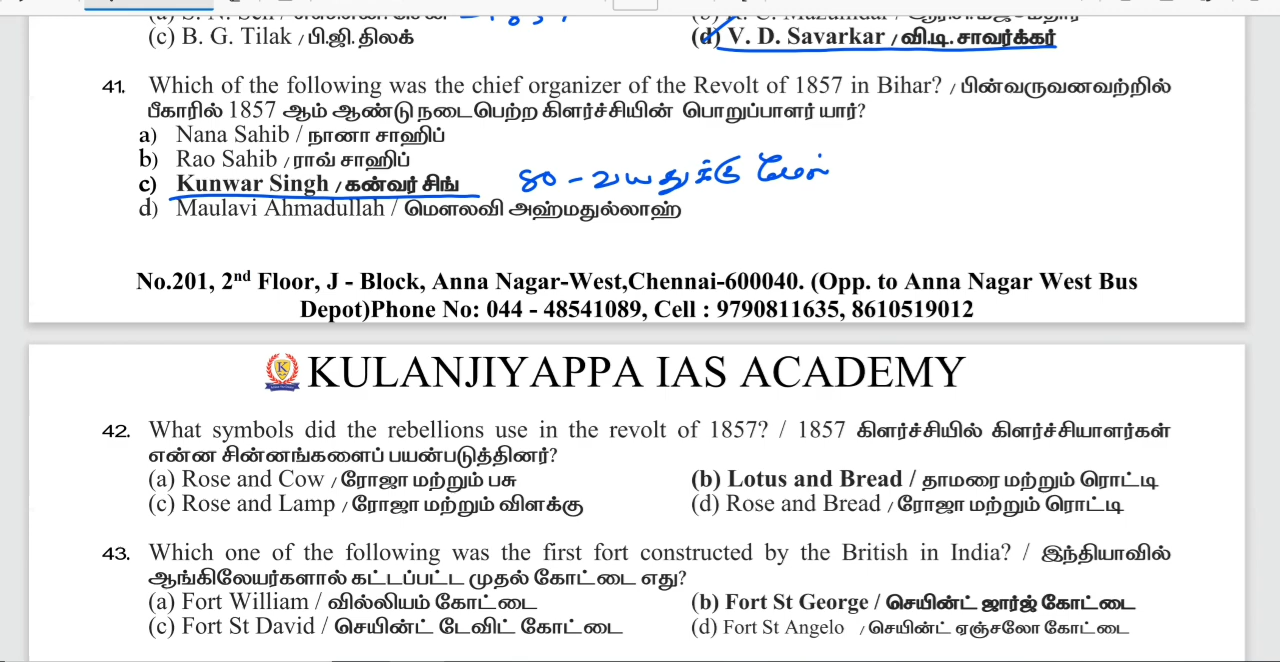 (c) B. G. Tilak / பி.ஜி. திலக் (d) V. D. Savarkar / வி.டி. சாவர்க்கர்
41. Which of the following was the chief organizer of the Revolt of 1857 in Bihar? / பின்வருவனவற்றில்
பீகாரில் 1857 ஆம் ஆண்டு நடைபெற்ற கிளர்ச்சியின் பொறுப்பாளர் யார்?
a) Nana Sahib / நானா சாஹிப்
b) Rao Sahib / ராவ் சாஹிப்
c) Kunwar Singh / கன்வர் சிங் 80 - வயதுக்கு மேல்
d) Maulavi Ahmadullah / மௌலவி அஹ்மதுல்லாஹ்
No.201, 2nd Floor, J - Block, Anna Nagar-West,Chennai-600040. (Opp. to Anna Nagar West Bus
Depot)Phone No: 044 - 48541089, Cell : 9790811635, 8610519012
KULANJIYAPPA IAS ACADEMY
42. What symbols did the rebellions use in the revolt of 1857? / 1857 கிளர்ச்சியில் கிளர்ச்சியாளர்கள்
என்ன சின்னங்களைப் பயன்படுத்தினர்?
(a) Rose and Cow / ரோஜா மற்றும் பசு (b) Lotus and Bread / தாமரை மற்றும் ரொட்டி
(c) Rose and Lamp / ரோஜா மற்றும் விளக்கு (d) Rose and Bread / ரோஜா மற்றும் ரொட்டி
43. Which one of the following was the first fort constructed by the British in India? / இந்தியாவில்
ஆங்கிலேயர்களால் கட்டப்பட்ட முதல் கோட்டை எது?
(a) Fort William / வில்லியம் கோட்டை (b) Fort St George / செயின்ட் ஜார்ஜ் கோட்டை
(c) Fort St David / செயின்ட் டேவிட் கோட்டை (d) Fort St Angelo / செயின்ட் ஏஞ்சலோ கோட்டை